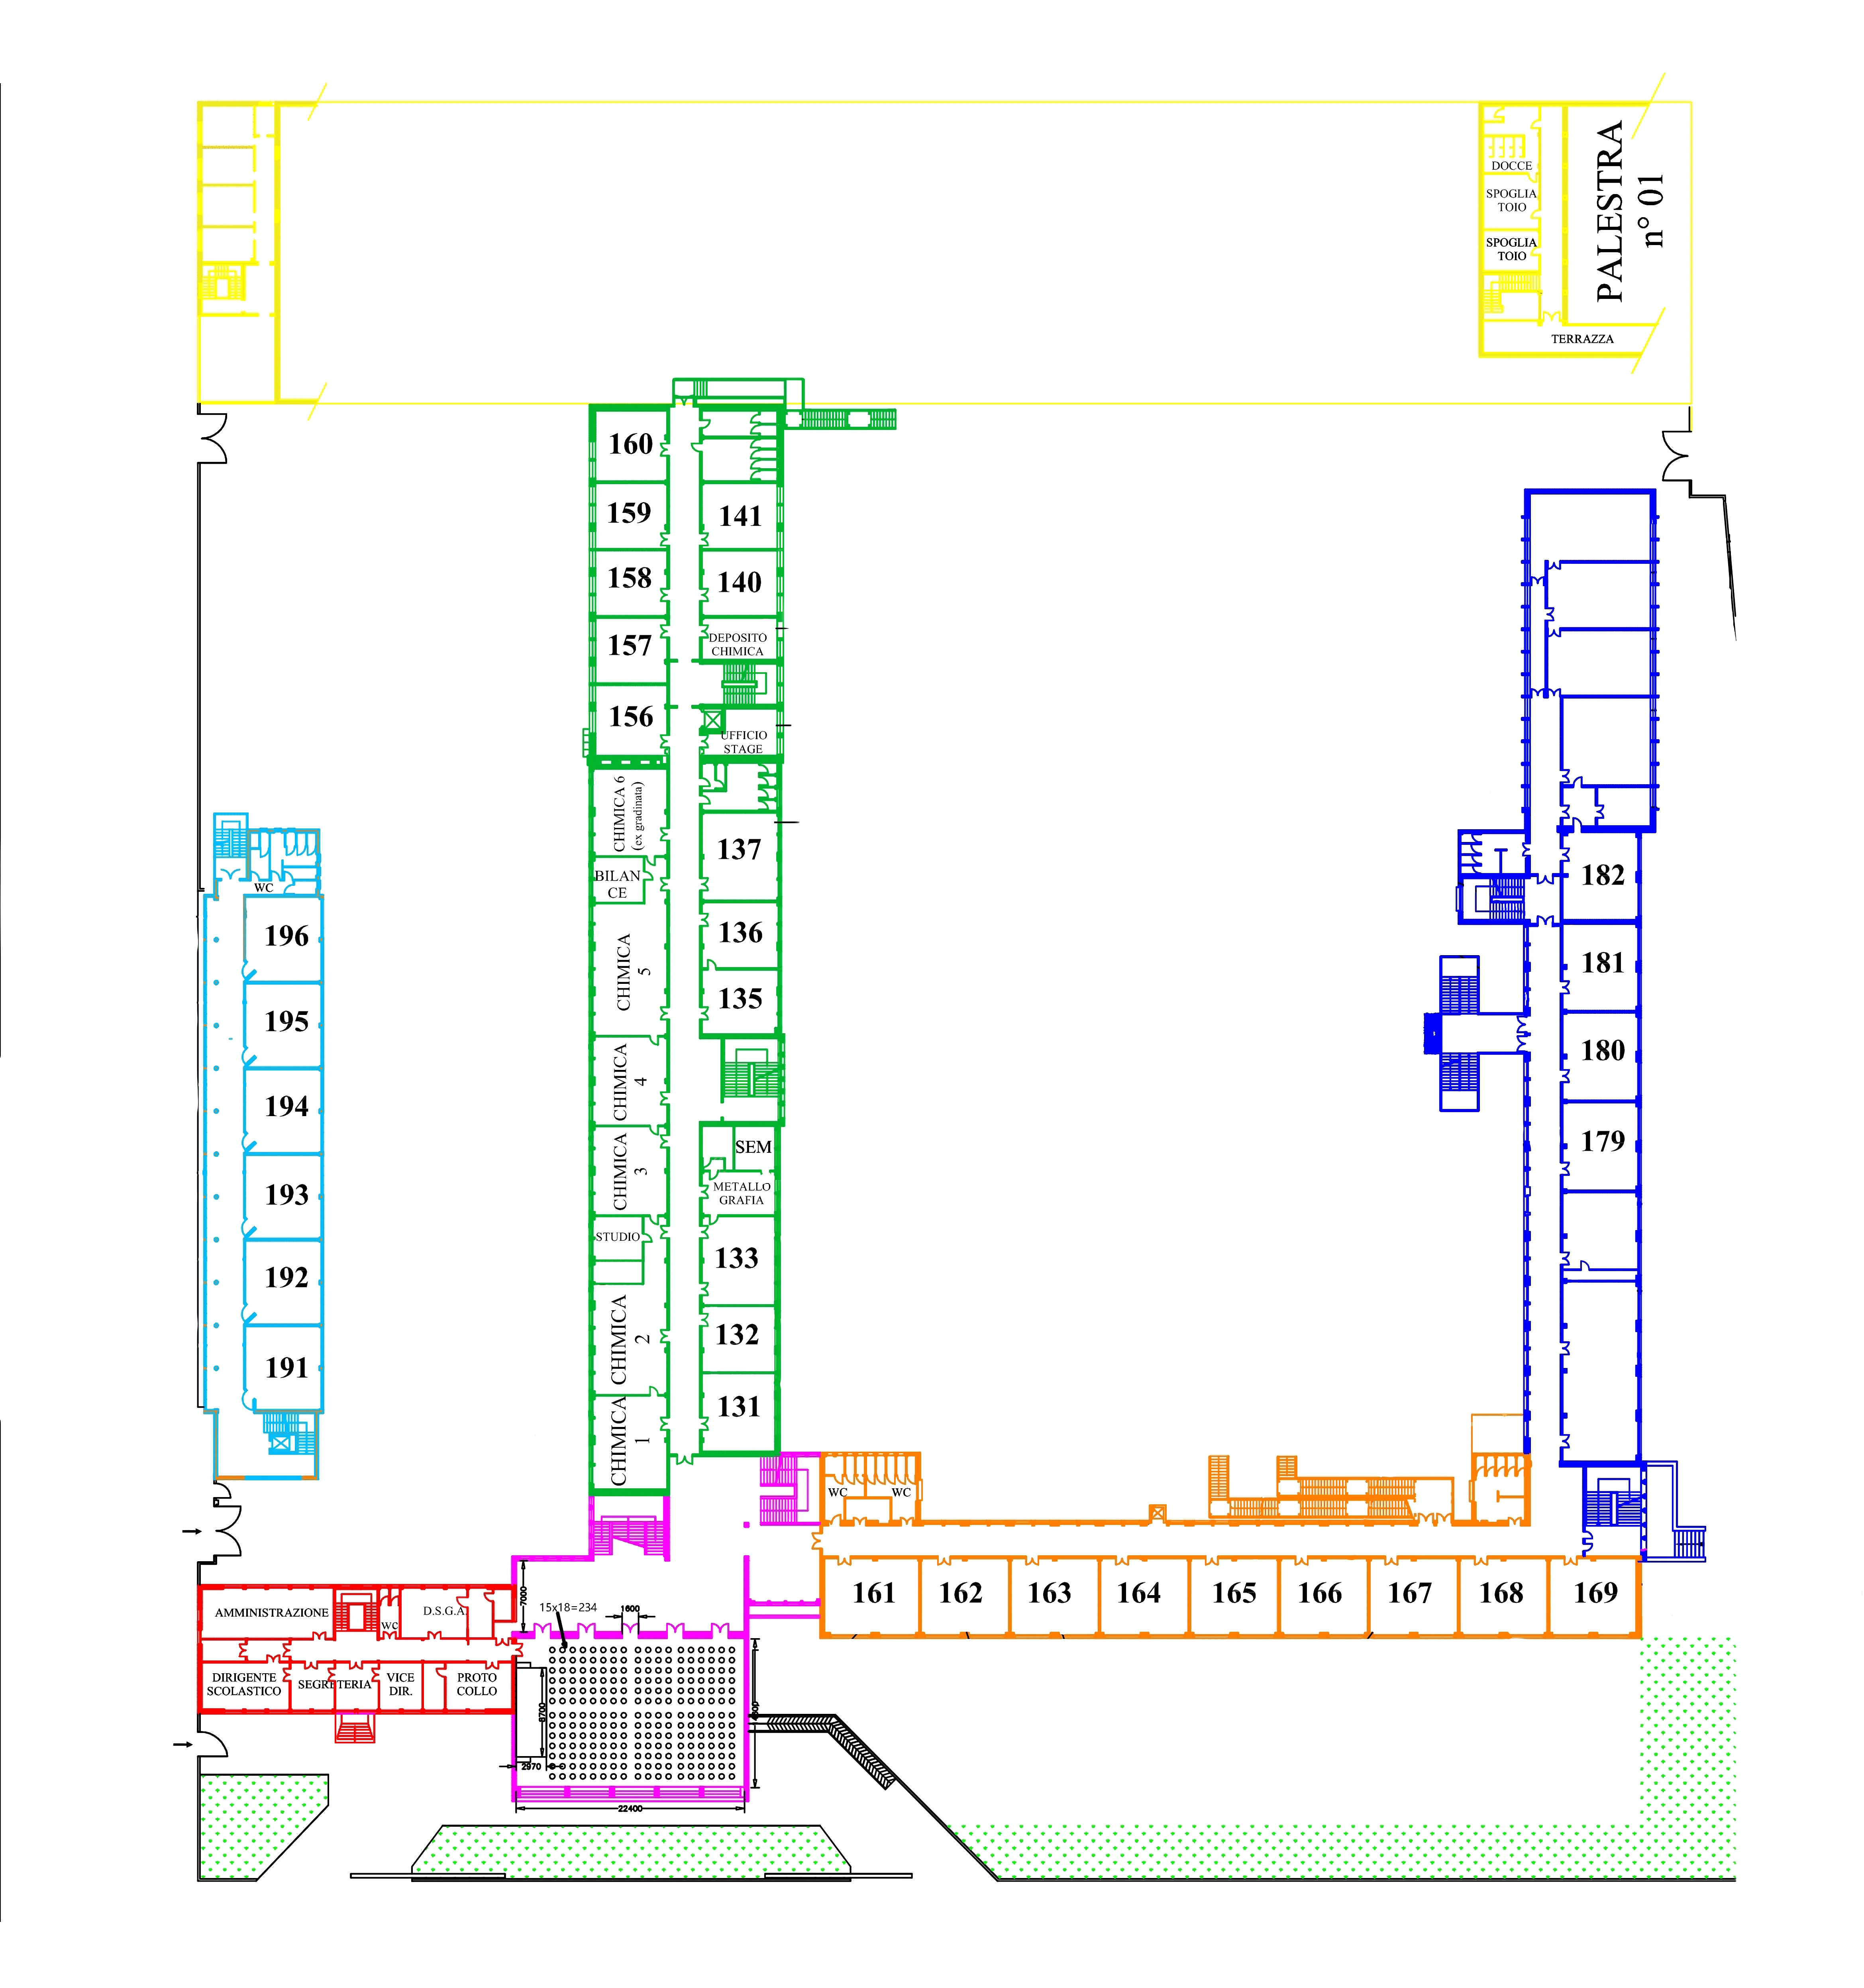 DOCCE
SPOGLIA
TOIO
SPOGLIA
TOIO
PALESTRA
n° 01
TERRAZZA
160
159
141
158
140
157
DEPOSITO
CHIMICA
156
UFFICIO
STAGE
CHIMICA 6
(ex gradinata)
137
BILAN
CE
136
CHIMICA
5
135
CHIMICA
4
CHIMICA
3
SEM
METALLO
GRAFIA
STUDIO
133
CHIMICA
2
132
131
CHIMICA
1
WC
196
195
194
193
192
191
182
181
180
179
WC
WC
161
162
163
164
165
166
167
168
169
AMMINISTRAZIONE
WC
D.S.G.A.
DIRIGENTE
SCOLASTICO
SEGRETERIA
VICE
DIR.
PROTO
COLLO
7000
15x18=234
1600
6700
2970
22400